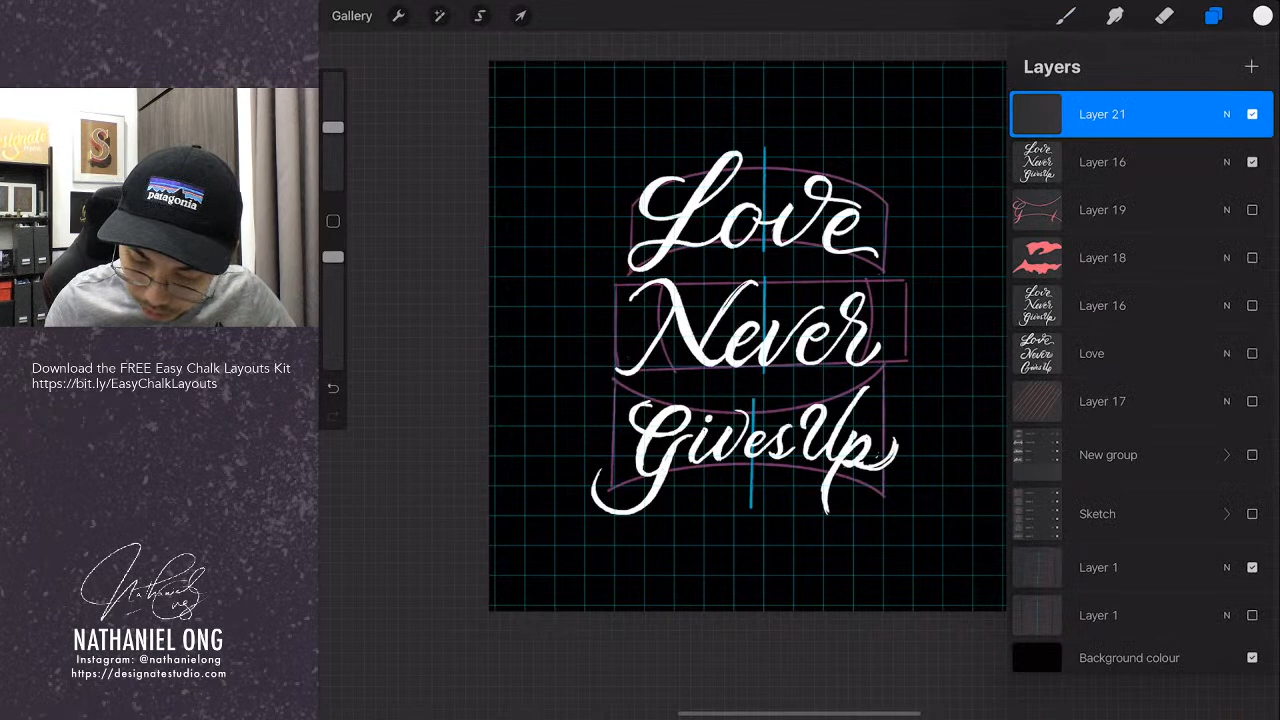 Gallery
Layers
Layer 21 N
Love
Never
Gives Up
Layer 16 N
Layer 19 N
Layer 18 N
Layer 16 N
Love N
Layer 17 N
New group
Sketch
Layer 1 N
Layer 1 N
Background colour
patagonia
S
Download the FREE Easy Chalk Layouts Kit
https://bit.ly/EasyChalkLayouts
NATHANIEL ONG
Instagram: @nathanielong
https://designatestudio.com